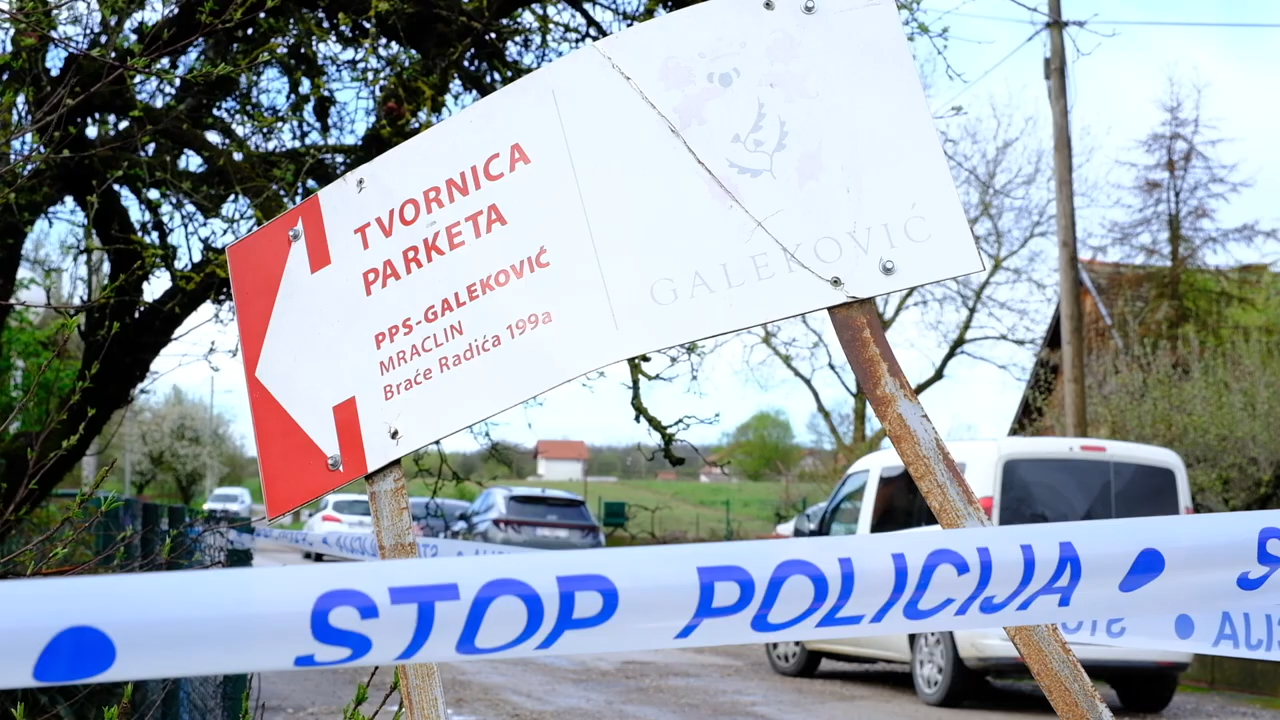 TVORNICA
PARKETA
PPS-GALEKOVIĆ
MRACLIN
Braće Radića 199a
GALEKOVIĆ
STOP POLICIJA